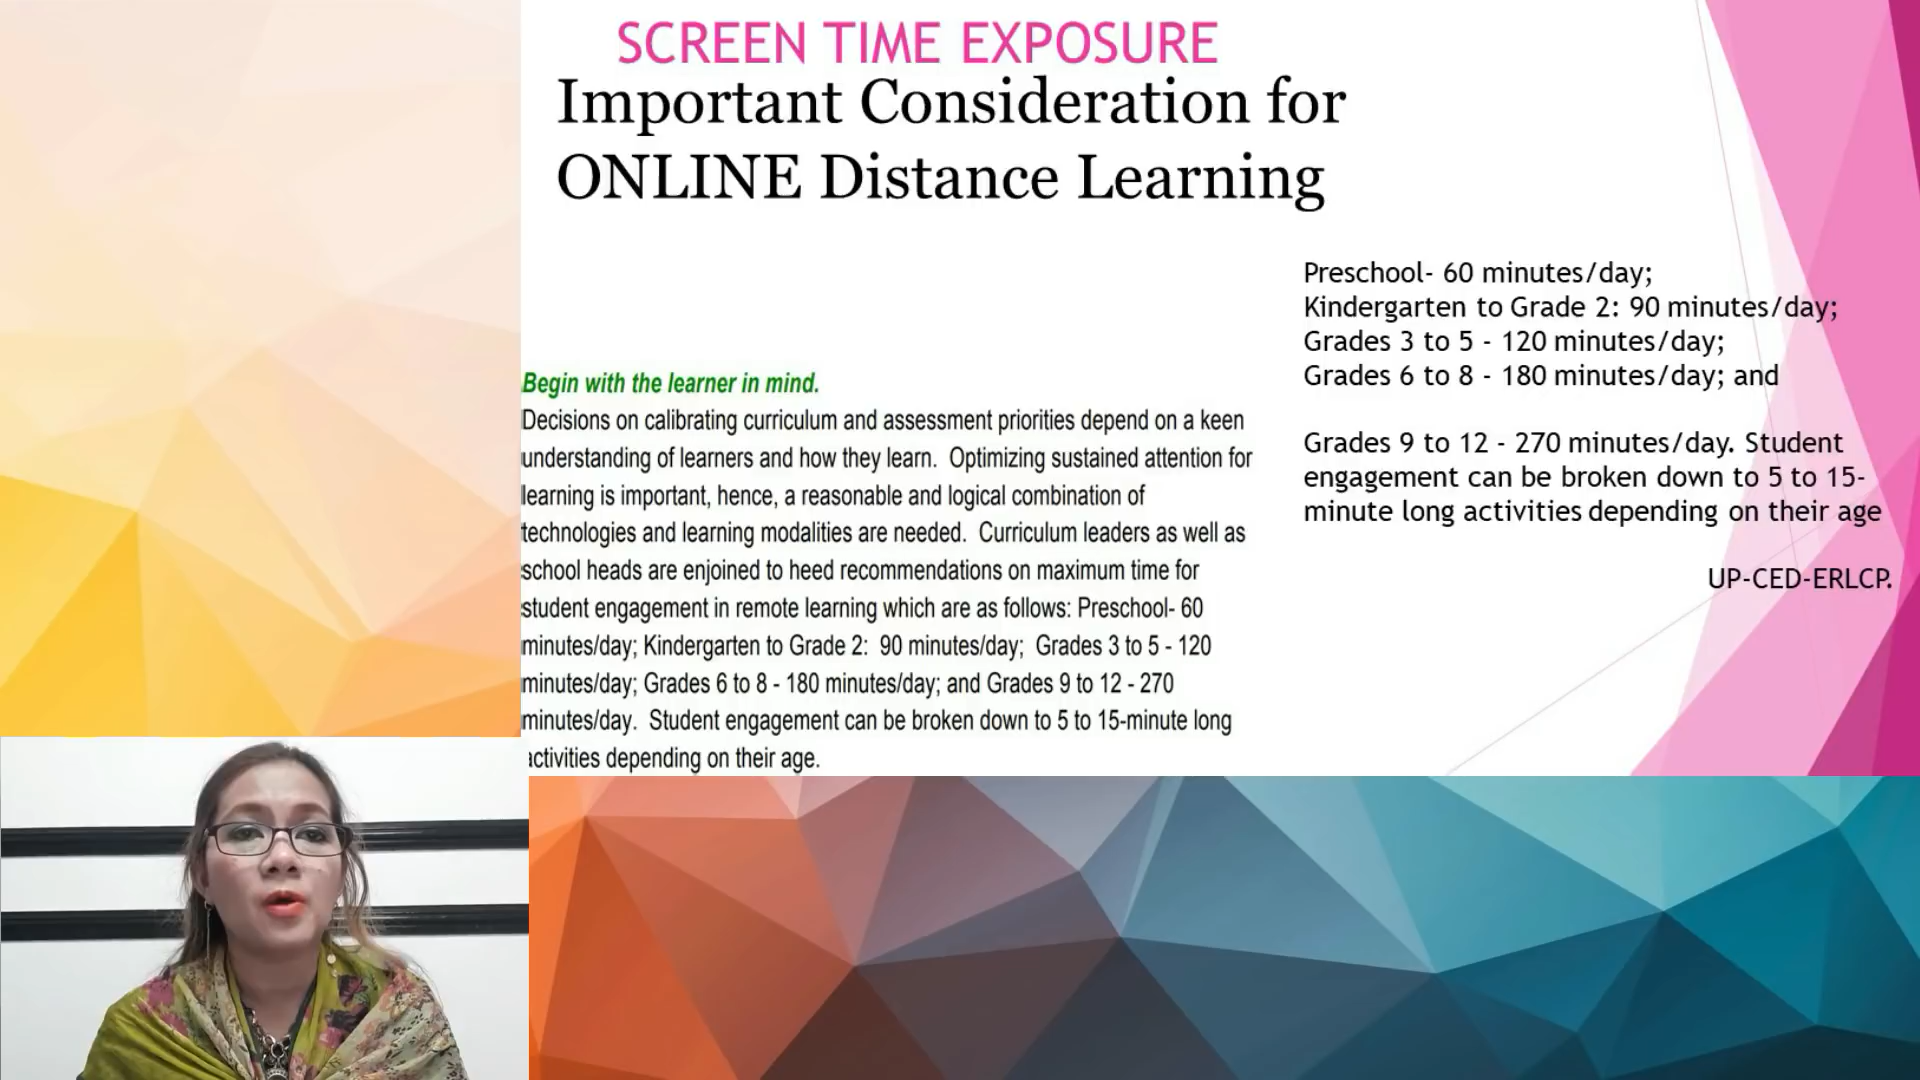 SCREEN TIME EXPOSURE
Important Consideration for
ONLINE Distance Learning
Begin with the learner in mind.
Decisions on calibrating curriculum and assessment priorities depend on a keen
understanding of learners and how they learn.  Optimizing sustained attention for
learning is important, hence, a reasonable and logical combination of
technologies and learning modalities are needed.  Curriculum leaders as well as
school heads are enjoined to heed recommendations on maximum time for
student engagement in remote learning which are as follows: Preschool- 60
minutes/day; Kindergarten to Grade 2:  90 minutes/day;  Grades 3 to 5 - 120
minutes/day; Grades 6 to 8 - 180 minutes/day; and Grades 9 to 12 - 270
minutes/day.  Student engagement can be broken down to 5 to 15-minute long
activities depending on their age.
Preschool- 60 minutes/day;
Kindergarten to Grade 2: 90 minutes/day;
Grades 3 to 5 - 120 minutes/day;
Grades 6 to 8 - 180 minutes/day; and
Grades 9 to 12 - 270 minutes/day. Student
engagement can be broken down to 5 to 15-
minute long activities depending on their age
UP-CED-ERLCP.